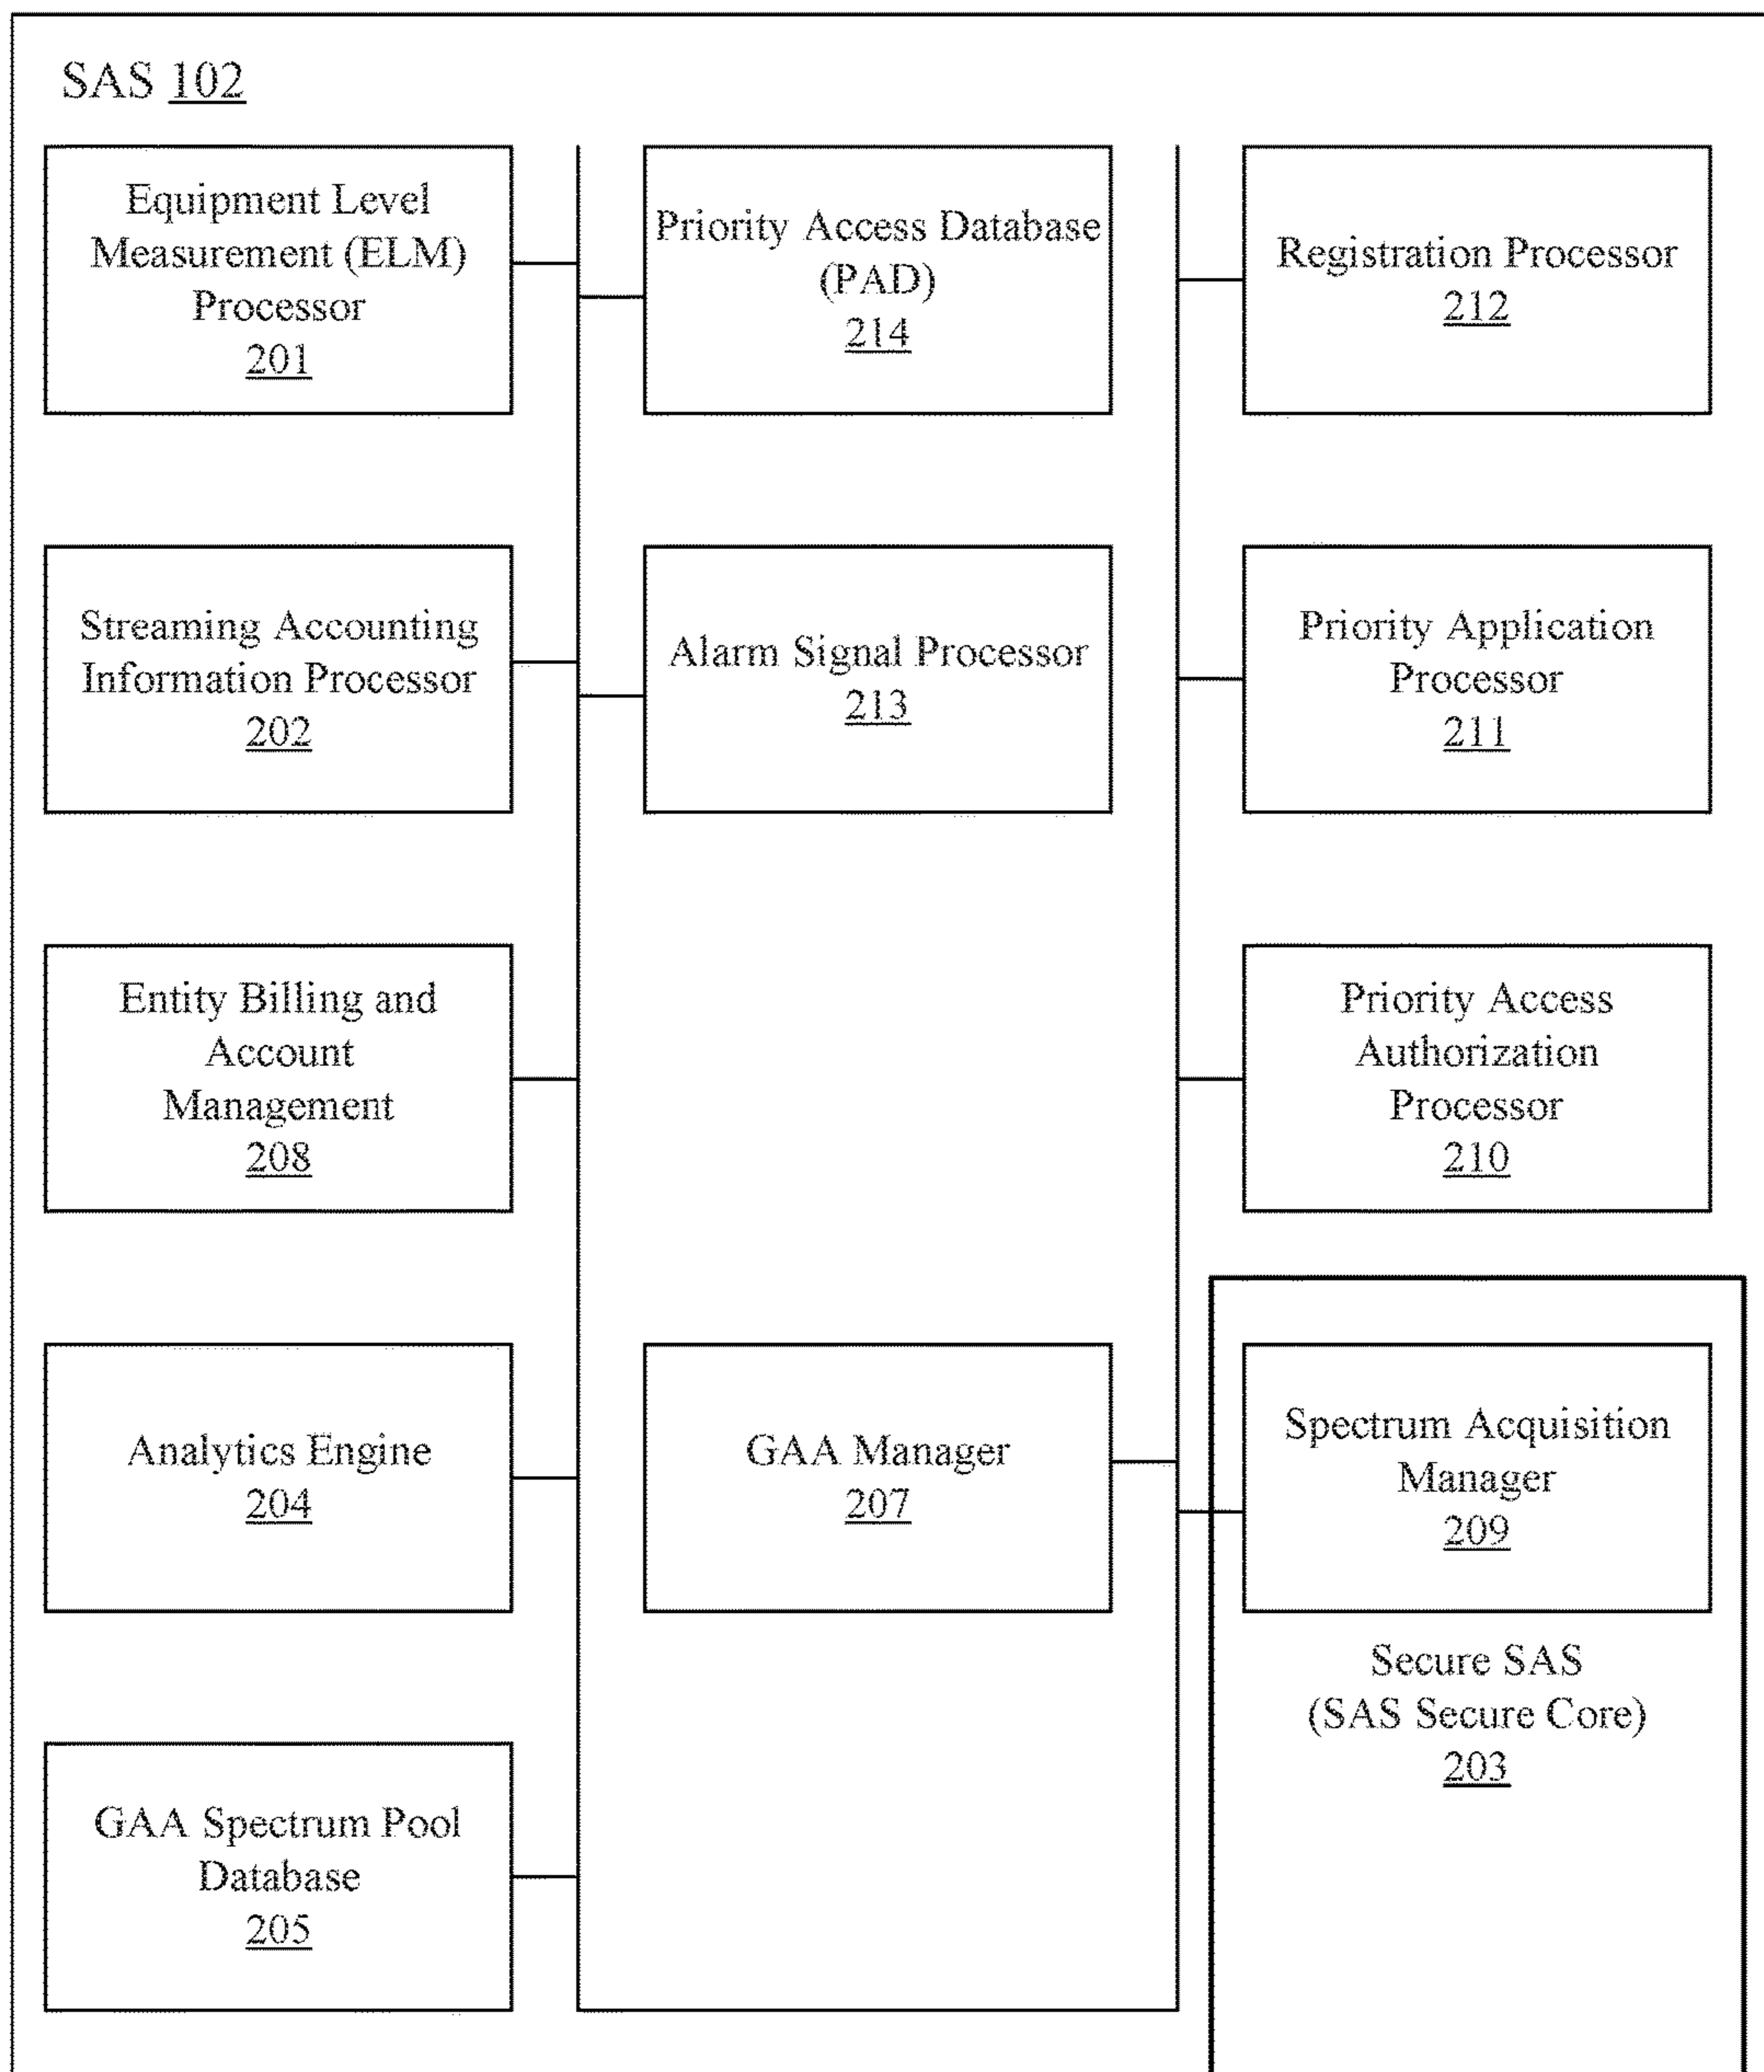 SAS 102
Equipment Level
Measurement (ELM)
Processor
201
Priority Access Database
(PAD)
214
Registration Processor
212
Streaming Accounting
Information Processor
202
Alarm Signal Processor
213
Priority Application
Processor
211
Entity Billing and
Account
Management
208
Priority Access
Authorization
Processor
210
Analytics Engine
204
GAA Manager
207
Spectrum Acquisition
Manager
209
Secure SAS
(SAS Secure Core)
203
GAA Spectrum Pool
Database
205